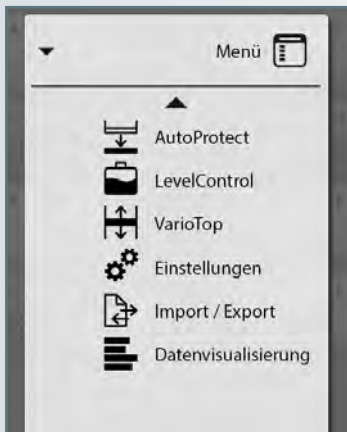 Menü
AutoProtect
LevelControl
VarioTop
Einstellungen
Import / Export
Datenvisualisierung